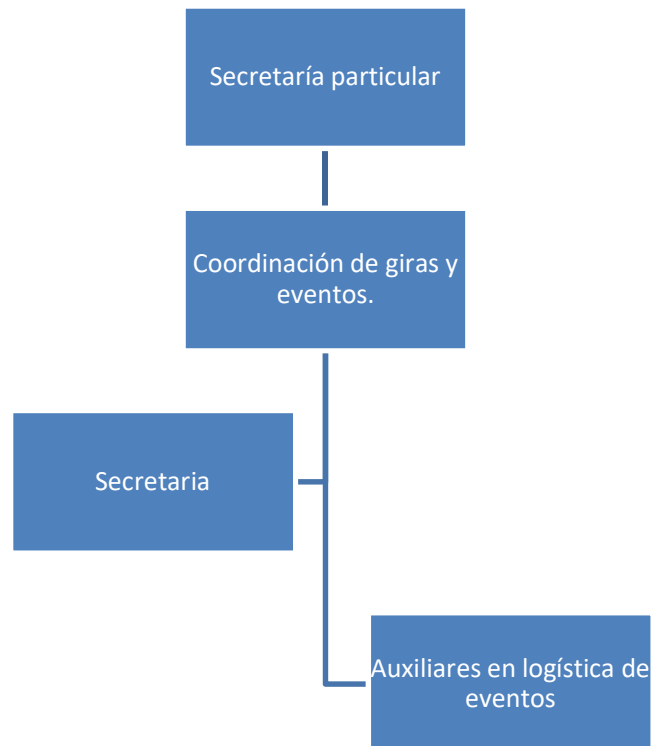 Secretaría particular
Coordinación de giras y
eventos.
Secretaria
Auxiliares en logística de
eventos